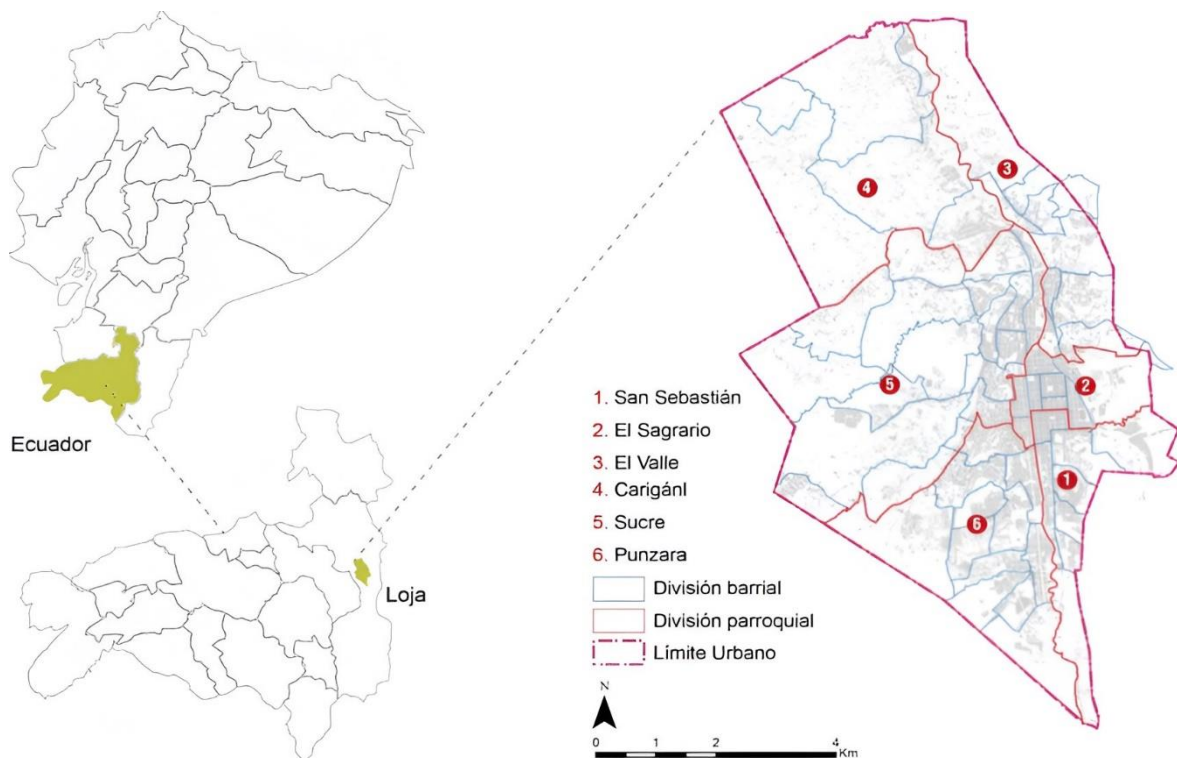 Ecuador
Loja
1. San Sebastián
2. El Sagrario
3. El Valle
4. CarigánI
5. Sucre
6. Punzara
División barrial
División parroquial
Límite Urbano
N
0 1 2 4
Km
4
3
5
2
1
6